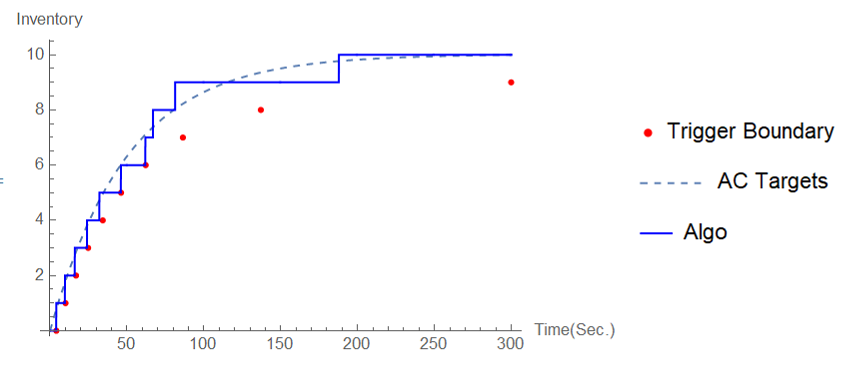 Inventory
10
8
6
4
2
=
50
100
150
200
250
300
Time(Sec.)
Trigger Boundary
AC Targets
Algo